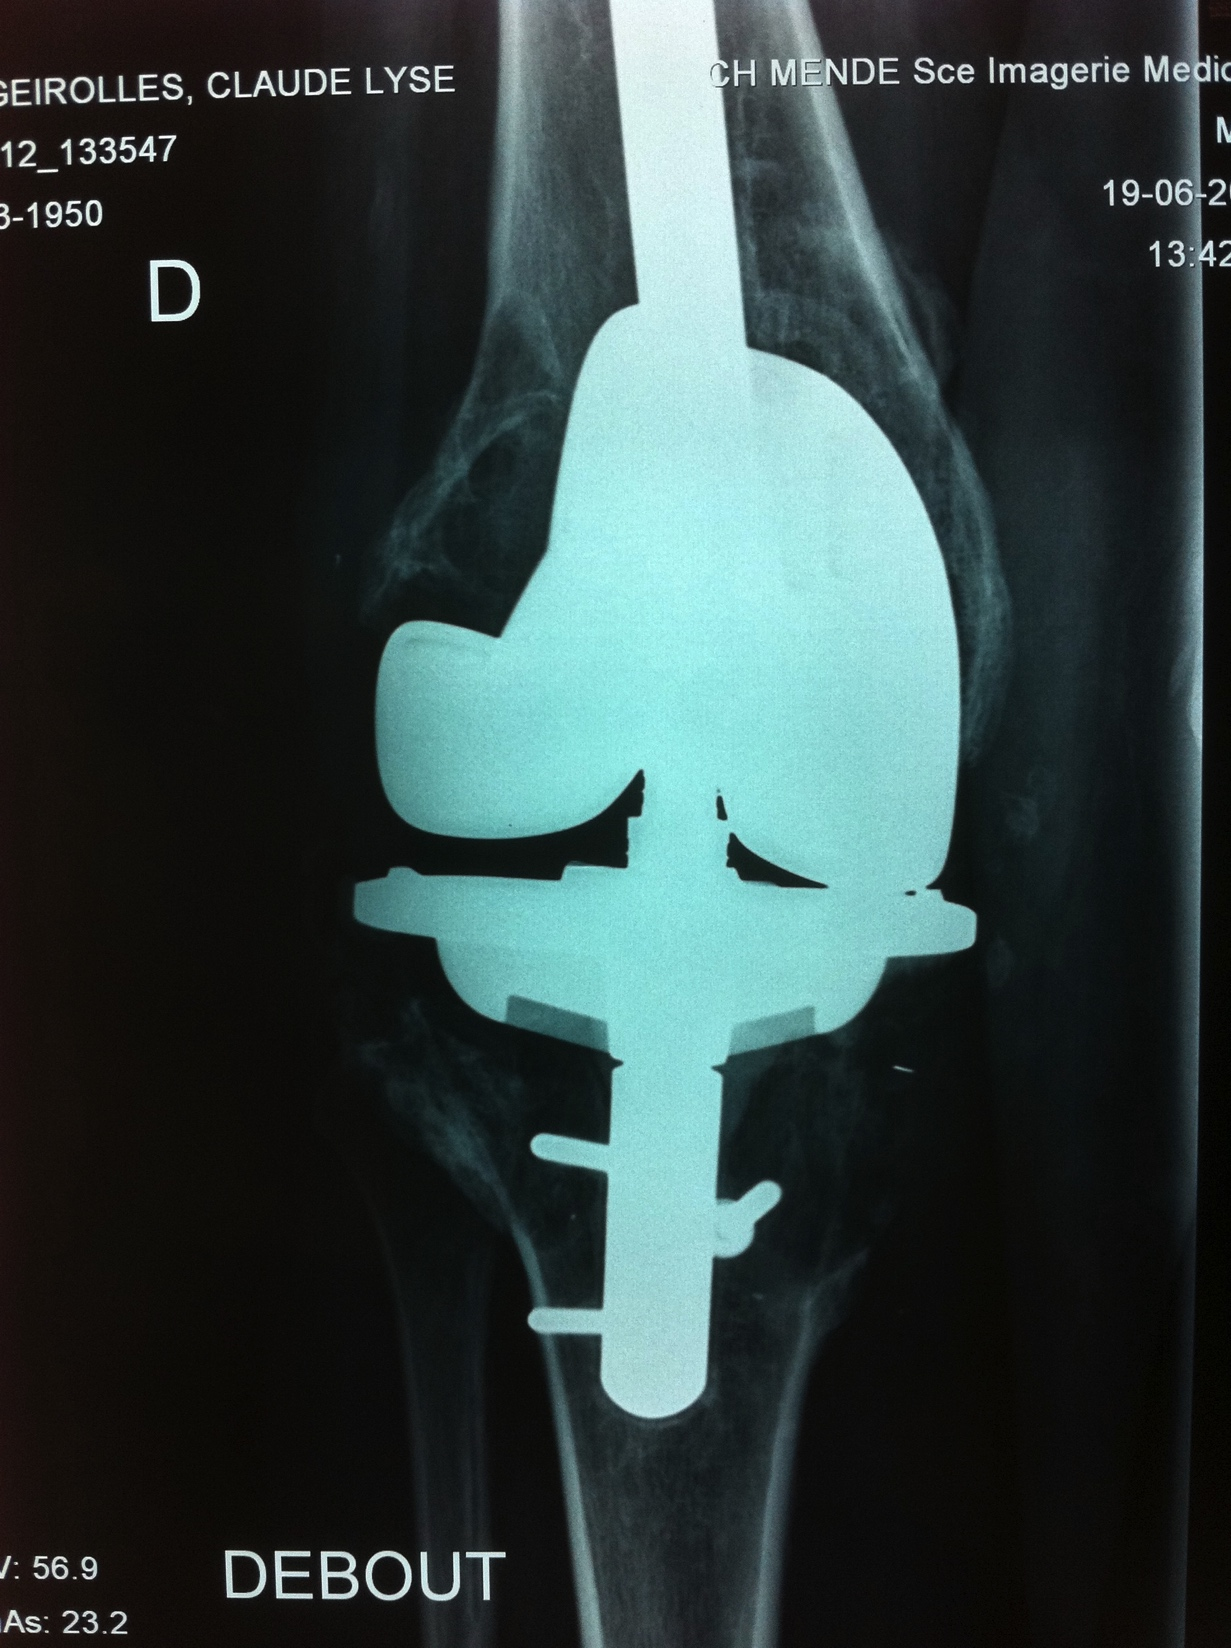 GEIROLLES, CLAUDE LYSE
12_133547
3-1950
D
CH MENDE Sce Imagerie Medic
M
19-06-20
13:42
V: 56.9
As: 23.2
DEBOUT